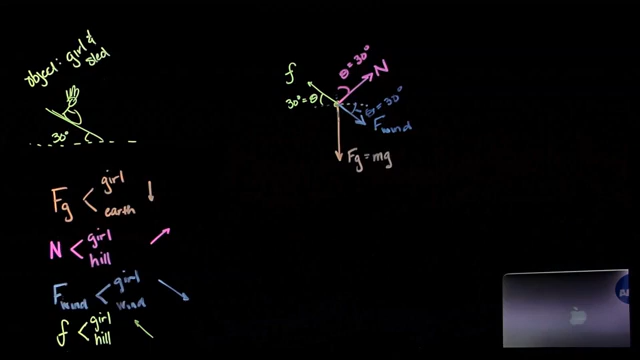 object: girl & sled
30°
Fg < girl earth
N < girl hill
Fwind < girl wind
f < girl hill
θ = 30°
N
f
30° = θ
θ = 30°
Fwind
Fg = mg